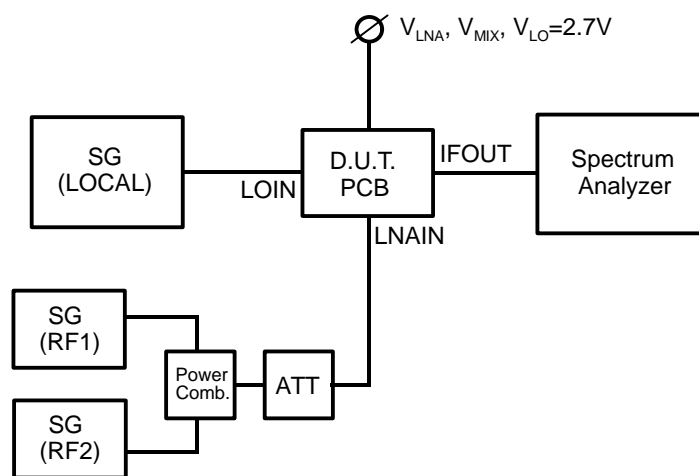 V_LNA, V_MIX, V_LO=2.7V
SG
(LOCAL)
LOIN
D.U.T.
PCB
IFOUT
Spectrum
Analyzer
LNAIN
SG
(RF1)
Power
Comb.
ATT
SG
(RF2)